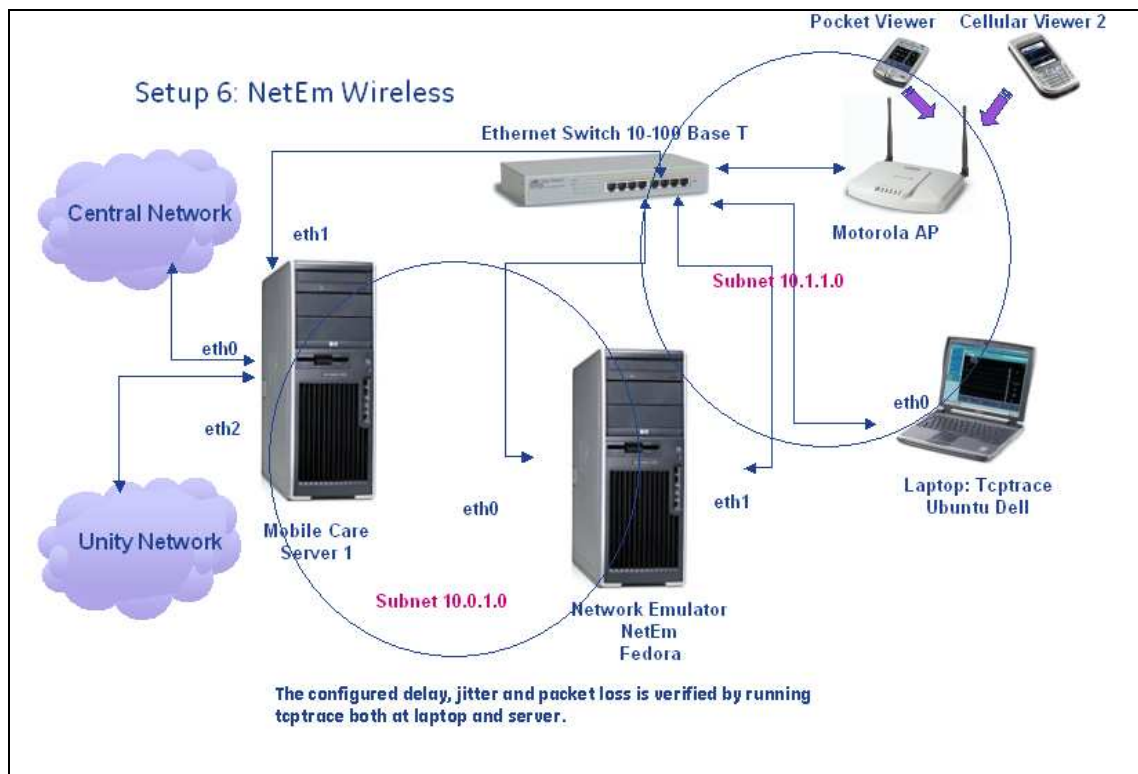 Pocket Viewer
Cellular Viewer 2
Setup 6: NetEm Wireless
Ethernet Switch 10-100 Base T
Central Network
eth1
Motorola AP
Subnet 10.1.1.0
eth0
eth2
eth0
Laptop: Tcptrace
Ubuntu Dell
eth0
eth1
Mobile Care
Server 1
Unity Network
Subnet 10.0.1.0
Network Emulator
NetEm
Fedora
The configured delay, jitter and packet loss is verified by running
tcptrace both at laptop and server.